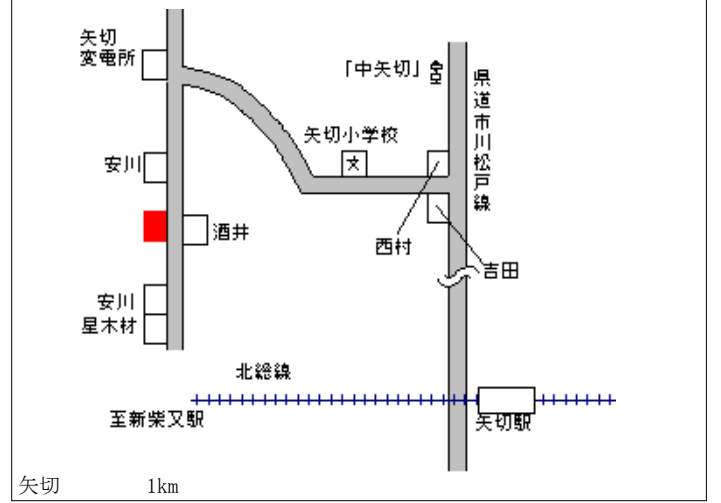 矢切
変電所
「中矢切」
県道市川松戸線
矢切小学校
文
安川
酒井
西村
吉田
安川
星木材
北総線
至新柴又駅
矢切駅
矢切 1km